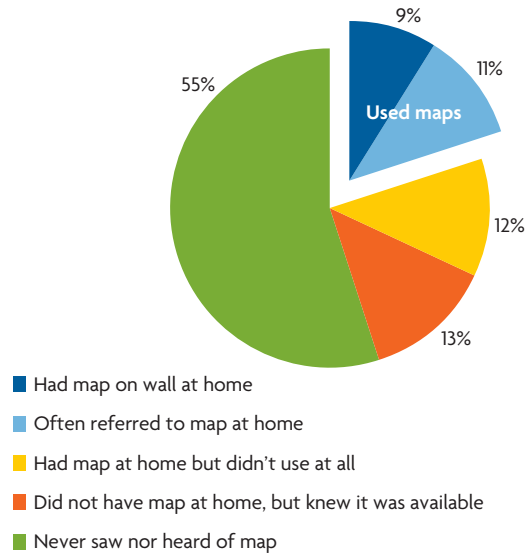 9%
11%
55%
Used maps
12%
13%
Had map on wall at home
Often referred to map at home
Had map at home but didn't use at all
Did not have map at home, but knew it was available
Never saw nor heard of map